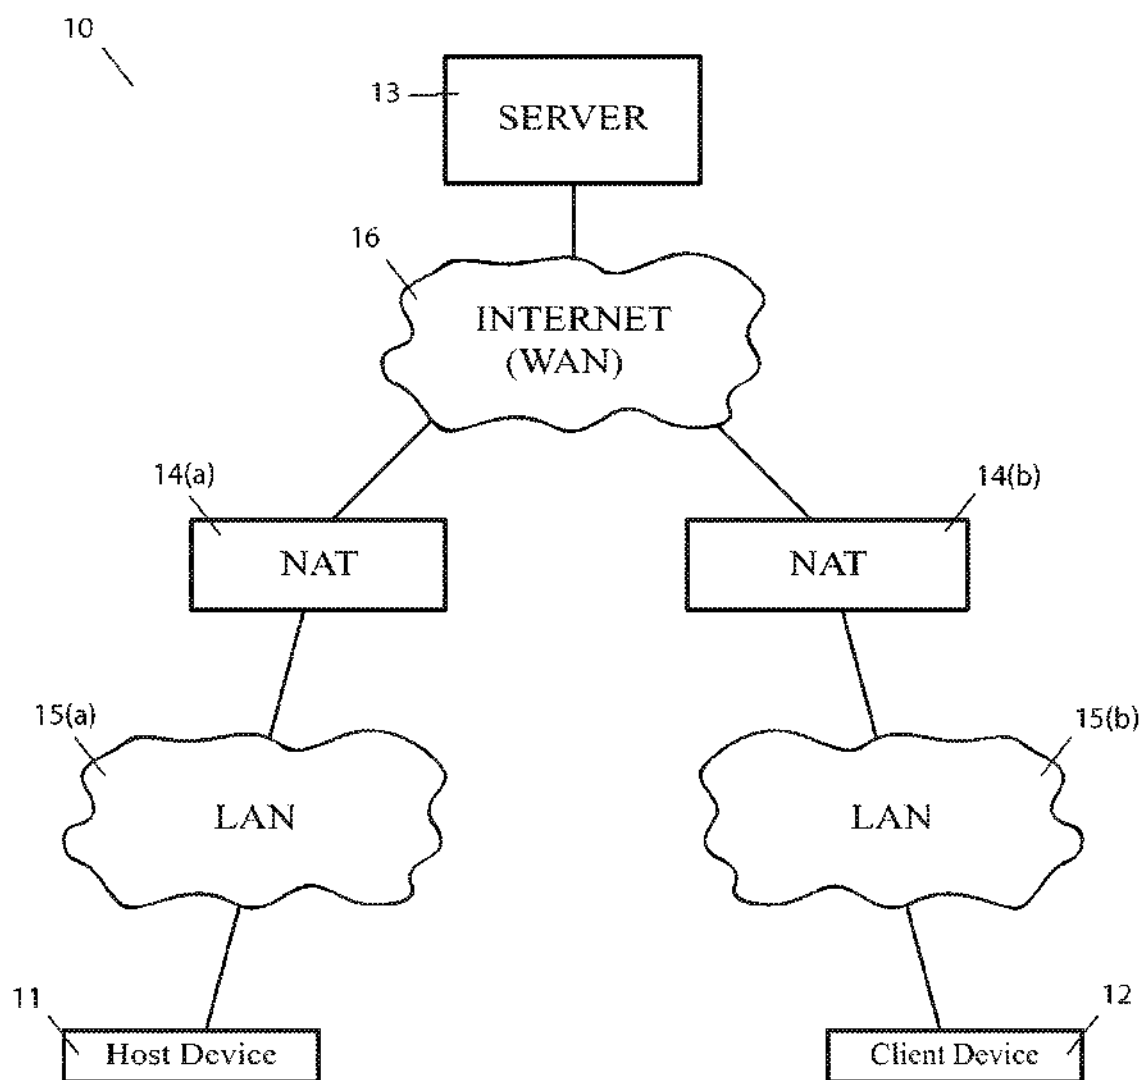 10
13
SERVER
16
INTERNET
(WAN)
14(a)
14(b)
NAT
NAT
15(a)
15(b)
LAN
LAN
11
12
Host Device
Client Device